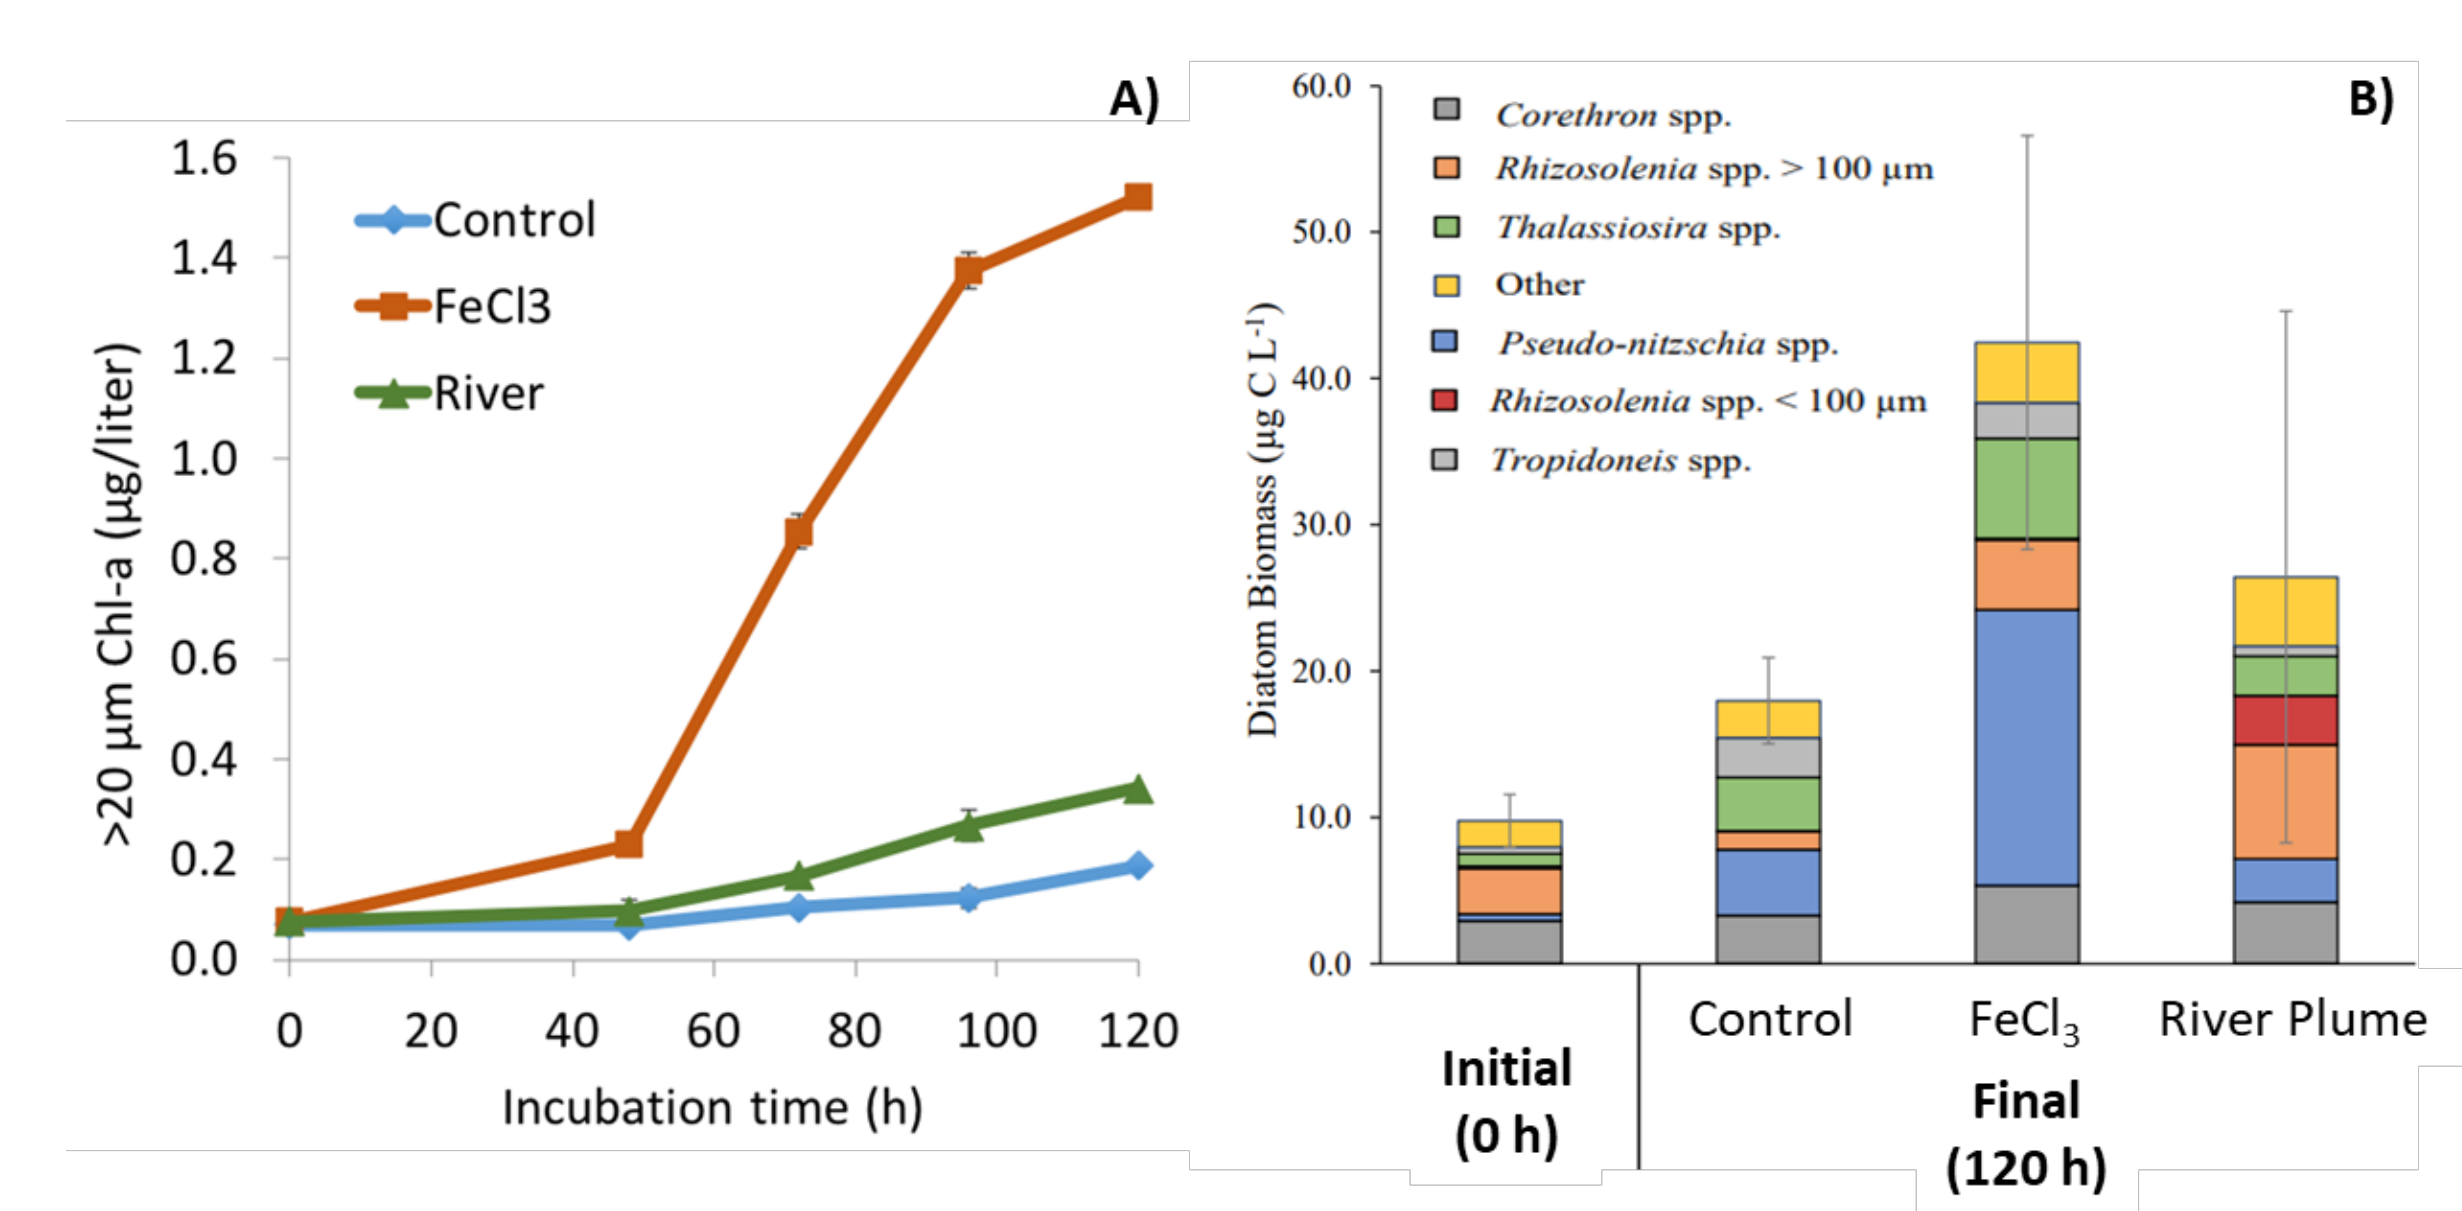 A)
1.6
1.4
1.2
1.0
0.8
0.6
0.4
0.2
0.0
>20 µm Chl-a (µg/liter)
Control
FeCl3
River
0 20 40 60 80 100 120
Incubation time (h)
B)
60.0
50.0
40.0
30.0
20.0
10.0
0.0
Diatom Biomass (µg C L⁻¹)
Corethron spp.
Rhizosolenia spp. > 100 µm
Thalassiosira spp.
Other
Pseudo-nitzschia spp.
Rhizosolenia spp. < 100 µm
Tropidoneis spp.
Control FeCl₃ River Plume
Initial
(0 h)
Final
(120 h)